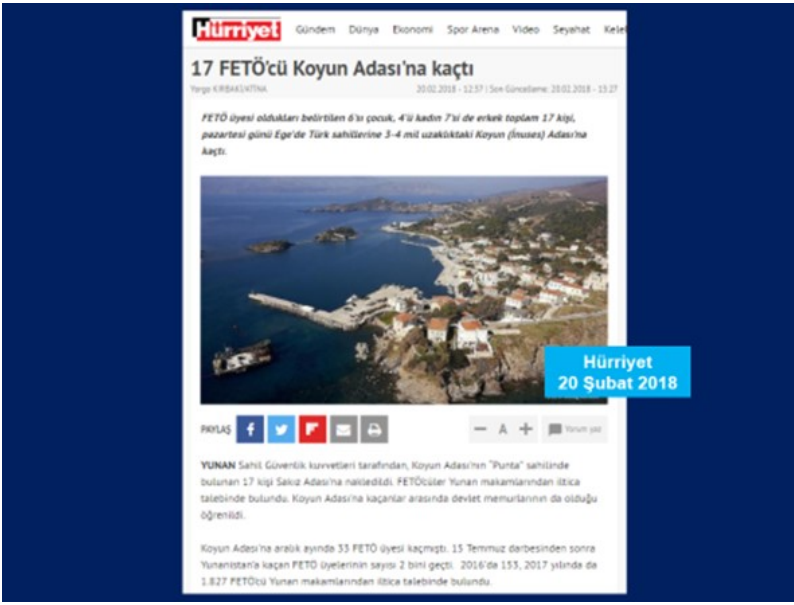 Hürriyet
Gündem Dünya Ekonomi Spor Arena Video Seyahat Kelel
17 FETÖ'cü Koyun Adası'na kaçtı
Yorgo KIRBAKI/ATİNA 20.02.2018 - 12:57 | Son Güncelleme: 20.02.2018 - 13:27
FETÖ üyesi oldukları belirtilen 6'sı çocuk, 4'ü kadın 7'si de erkek toplam 17 kişi,
pazartesi günü Ege'de Türk sahillerine 3-4 mil uzaklıktaki Koyun (İnuses) Adası'na
kaçtı.
Hürriyet
20 Şubat 2018
PAYLAŞ
A
Yorum yaz
YUNAN Sahil Güvenlik kuvvetleri tarafından, Koyun Adası'nın "Punta" sahilinde
bulunan 17 kişi Sakız Adası'na nakledildi. FETÖ'cüler Yunan makamlarından iltica
talebinde bulundu. Koyun Adası'na kaçanlar arasında devlet memurlarının da olduğu
öğrenildi.
Koyun Adası'na aralık ayında 33 FETÖ üyesi kaçmıştı. 15 Temmuz darbesinden sonra
Yunanistan'a kaçan FETÖ üyelerinin sayısı 2 bini geçti. 2016'da 153, 2017 yılında da
1.827 FETÖ'cü Yunan makamlarından iltica talebinde bulundu.